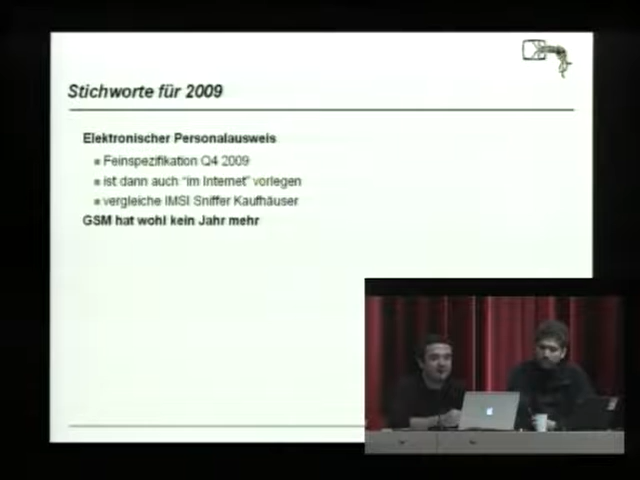 Stichworte für 2009
Elektronischer Personalausweis
Feinspezifikation Q4 2009
ist dann auch "im Internet" vorlegen
vergleiche IMSI Sniffer Kaufhäuser
GSM hat wohl kein Jahr mehr